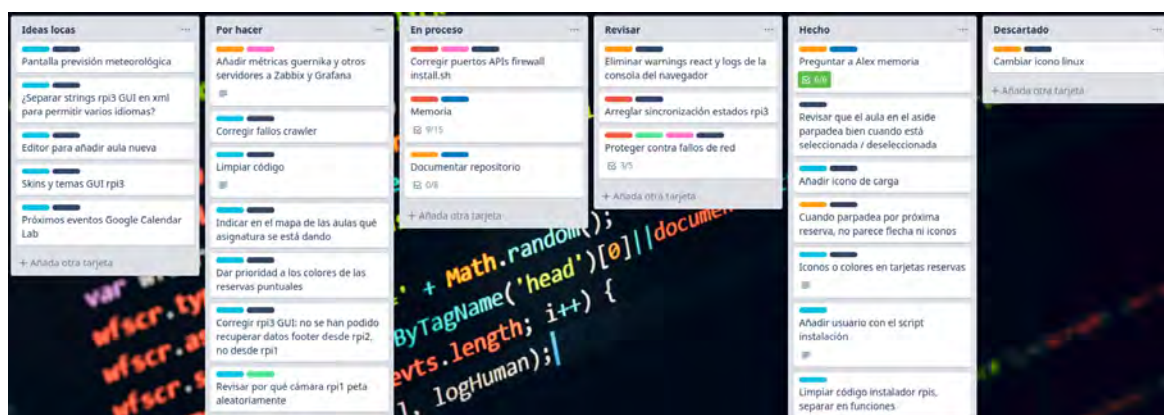 Ideas locas
Pantalla previsión meteorológica
¿Separar strings rpi3 GUI en xml
para permitir varios idiomas?
Editor para añadir aula nueva
Skins y temas GUI rpi3
Próximos eventos Google Calendar
Lab
+ Añada otra tarjeta
Por hacer
Añadir métricas guernika y otros
servidores a Zabbix y Grafana
Corregir fallos crawler
Limpiar código
Indicar en el mapa de las aulas qué
asignatura se está dando
Dar prioridad a los colores de las
reservas puntuales
Corregir rpi3 GUI: no se han podido
recuperar datos footer desde rpi2,
no desde rpi1
Revisar por qué cámara rpi1 peta
aleatoriamente
En proceso
Corregir puertos APIs firewall
install.sh
Memoria
9/15
Documentar repositorio
0/8
+ Añada otra tarjeta
Revisar
Eliminar warnings react y logs de la
consola del navegador
Arreglar sincronización estados rpi3
Proteger contra fallos de red
3/5
+ Añada otra tarjeta
Hecho
Preguntar a Alex memoria
6/6
Revisar que el aula en el aside
parpadea bien cuando está
seleccionada / deseleccionada
Añadir icono de carga
Cuando parpadea por próxima
reserva, no parece flecha ni iconos
Iconos o colores en tarjetas reservas
Añadir usuario con el script
instalación
Limpiar código instalador rpis,
separar en funciones
Descartado
Cambiar icono linux
+ Añada otra tarjeta
var
wfscr.ty
wfscr.as
wfscr.s
wfscr
' + Math.random();
ByTagName('head')[0]||docume
evts.length; i++) {
, logHuman);